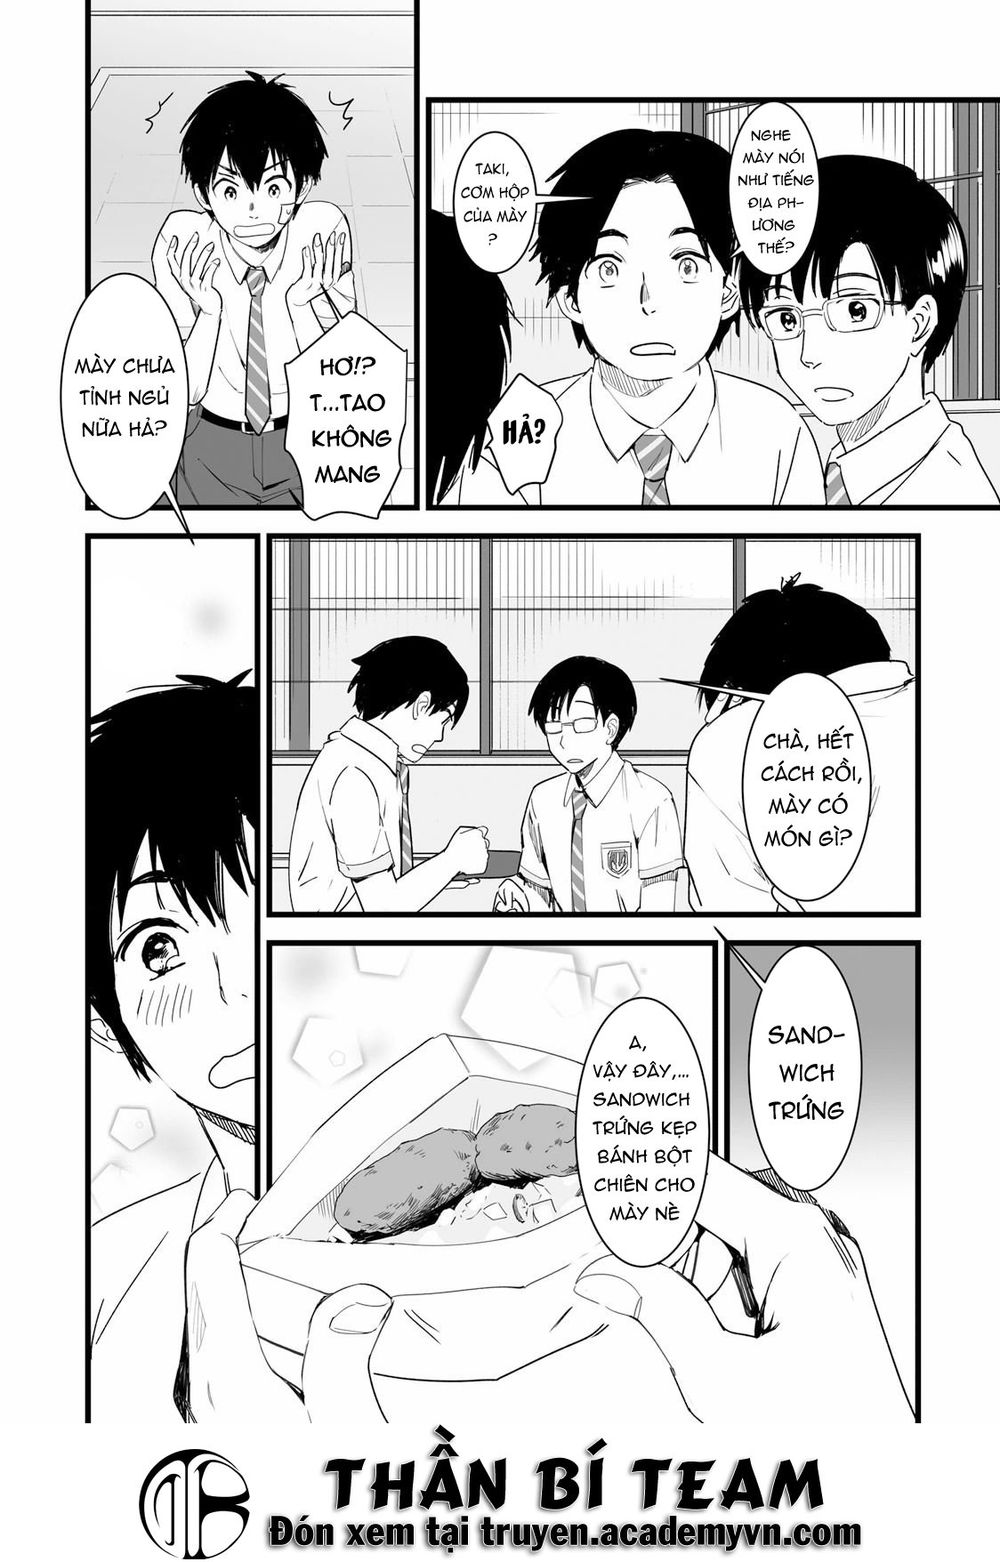 NGHE
MÀY NÓI
NHƯ TIẾNG
ĐỊA PH-
ƯƠNG
THẾ?
TAKI,
CƠM HỘP
CỦA MÀY
?
HẢ?
HƠ!?
T...TAO
KHÔNG
MANG
MÀY CHƯA
TỈNH NGỦ
NỮA HẢ?
CHÀ, HẾT
CÁCH RỒI,
MÀY CÓ
MÓN GÌ?
SAND-
WICH
TRỨNG
A,
VẬY ĐÂY,...
SANDWICH
TRỨNG KẸP
BÁNH BỘT
CHIÊN CHO
MÀY NÈ
THẦN BÍ TEAM
Đón xem tại truyen.academyvn.com